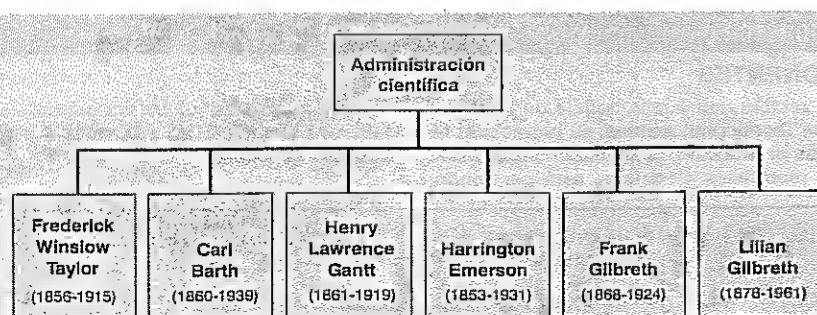 Administración
científica
Frederick
Winslow
Taylor
(1856-1915)
Carl
Barth
(1860-1939)
Henry
Lawrence
Gantt
(1861-1919)
Harrington
Emerson
(1853-1931)
Frank
Gilbreth
(1868-1924)
Lilian
Gilbreth
(1878-1961)